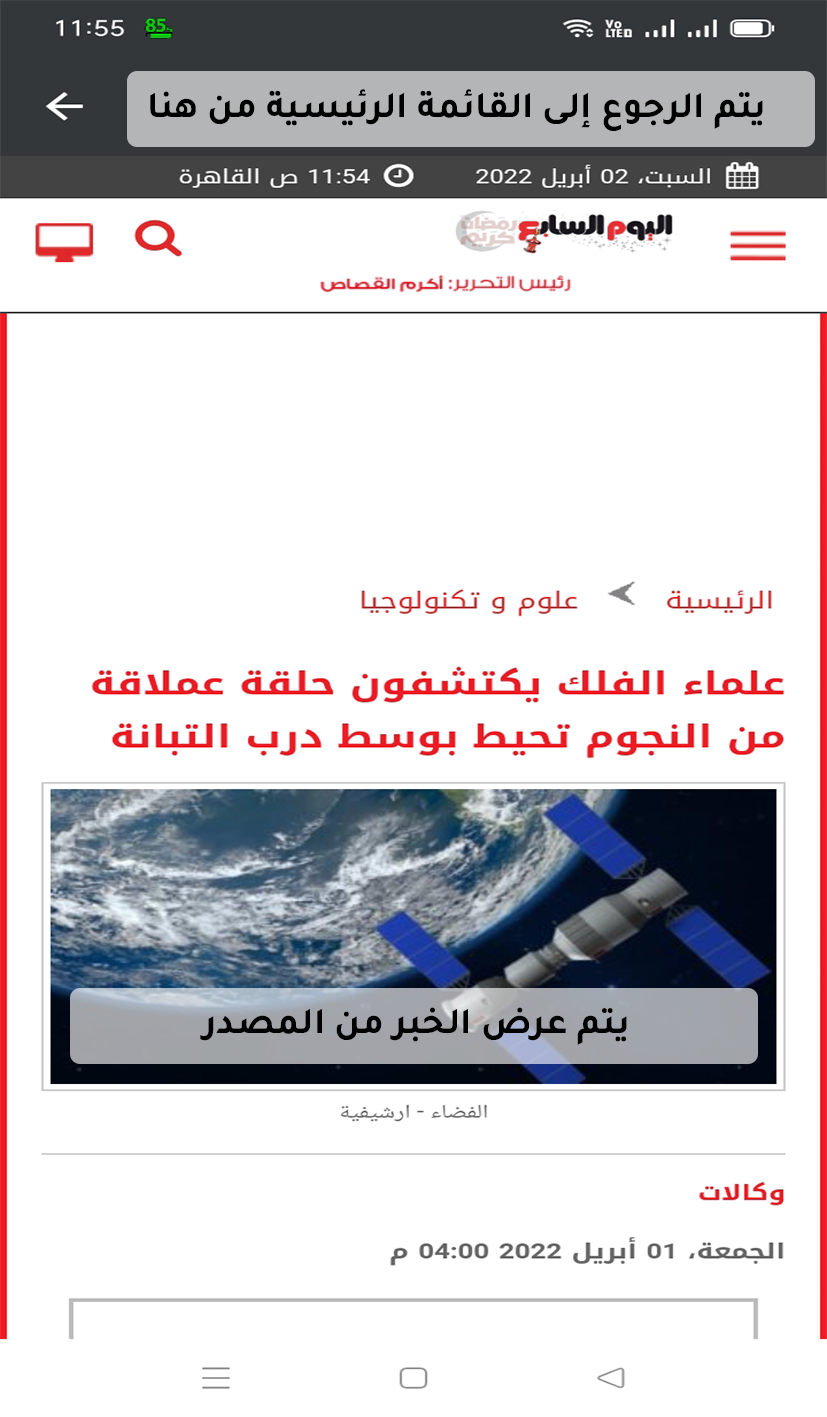 11:55 85%
Vo LTED
يتم الرجوع إلى القائمة الرئيسية من هنا
السبت، 02 أبريل 2022 11:54 ص القاهرة
اليوم السابع رمضان كريم
رئيس التحرير: أكرم القصاص
الرئيسية علوم و تكنولوجيا
علماء الفلك يكتشفون حلقة عملاقة
من النجوم تحيط بوسط درب التبانة
يتم عرض الخبر من المصدر
الفضاء - ارشيفية
وكالات
الجمعة، 01 أبريل 2022 04:00 م